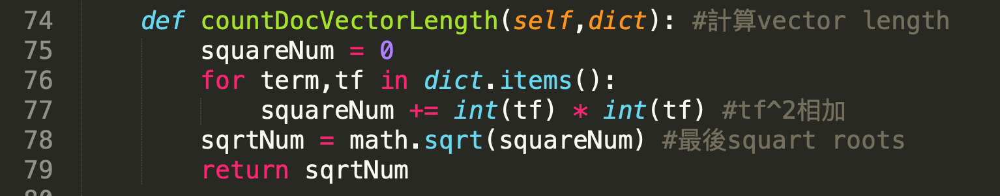 74 def countDocVectorLength(self,dict): #計算vector length
75 squareNum = 0
76 for term,tf in dict.items():
77 squareNum += int(tf) * int(tf) #tf^2相加
78 sqrtNum = math.sqrt(squareNum) #最後squart roots
79 return sqrtNum